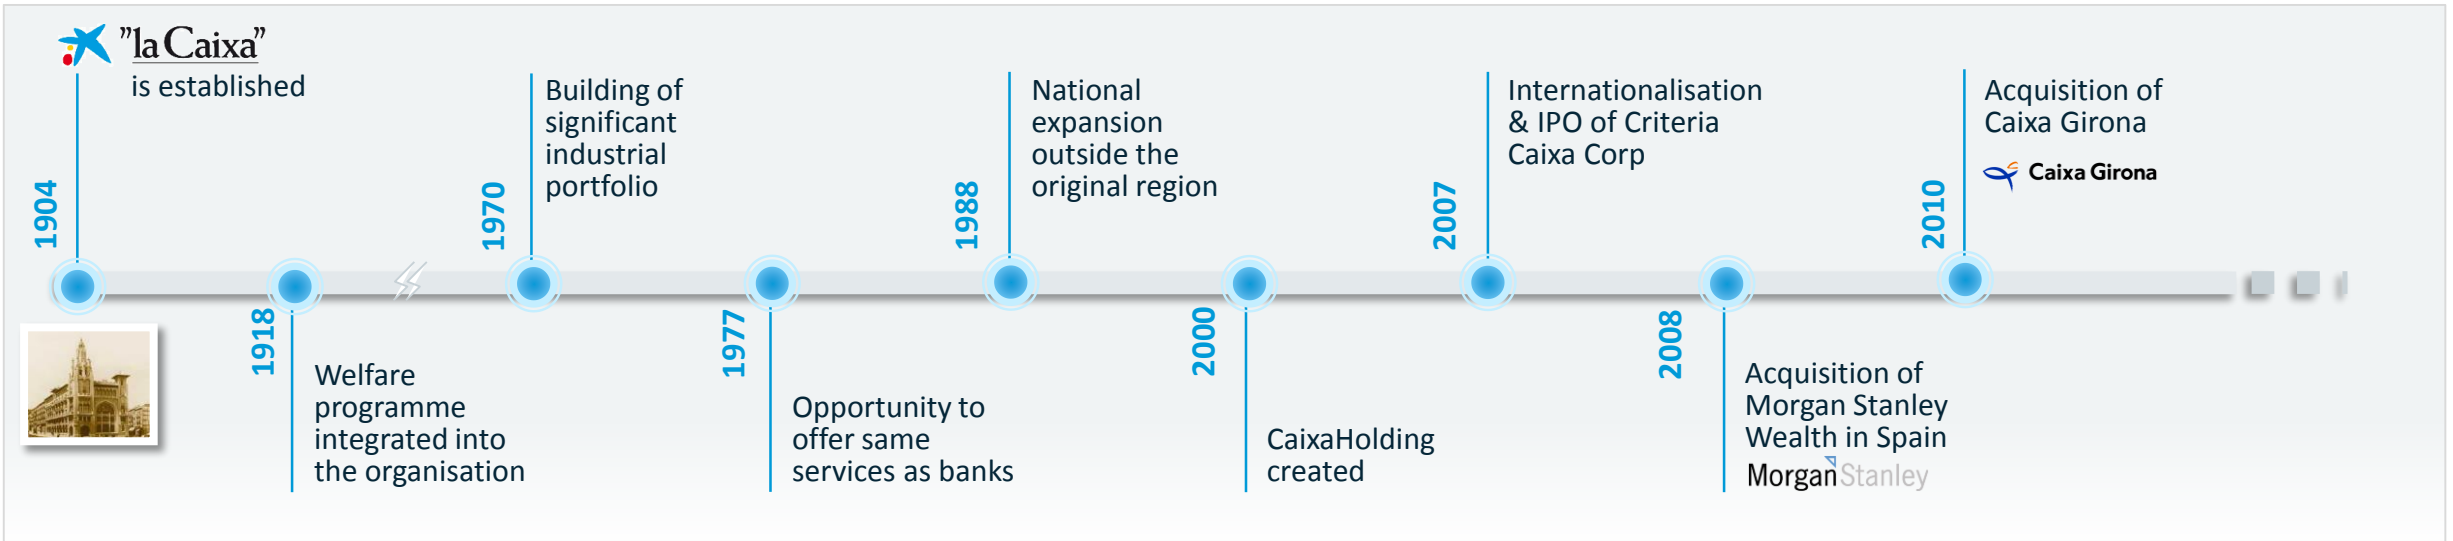 "la Caixa"
is established
1904
1918
Welfare
programme
integrated into
the organisation
1970
Building of
significant
industrial
portfolio
1977
Opportunity to
offer same
services as banks
1988
National
expansion
outside the
original region
2000
CaixaHolding
created
2007
Internationalisation
& IPO of Criteria
Caixa Corp
2008
Acquisition of
Morgan Stanley
Wealth in Spain
Morgan Stanley
2010
Acquisition of
Caixa Girona
Caixa Girona